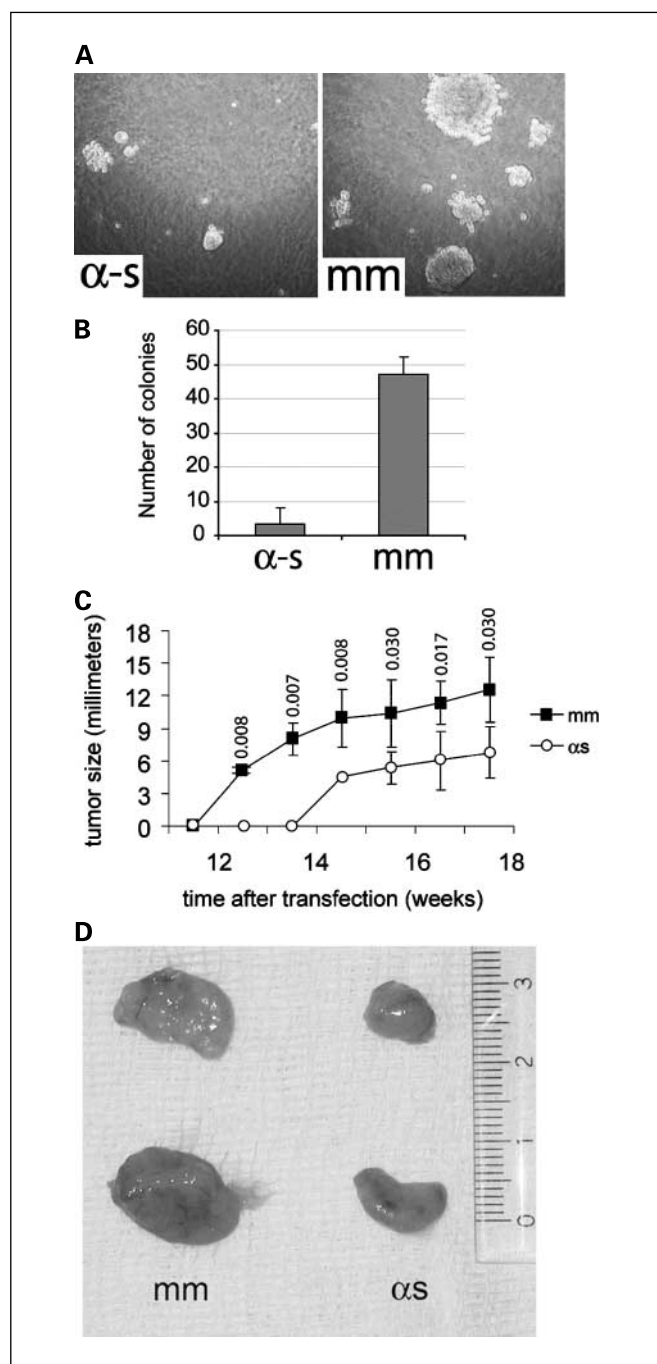 A
α-s
mm
B
Number of colonies
60
50
40
30
20
10
0
α-s
mm
C
tumor size (millimeters)
18
15
12
9
6
3
0
0.008
0.007
0.008
0.030
0.017
0.030
mm
αs
12
14
16
18
time after transfection (weeks)
D
3
2
1
0
mm
αs